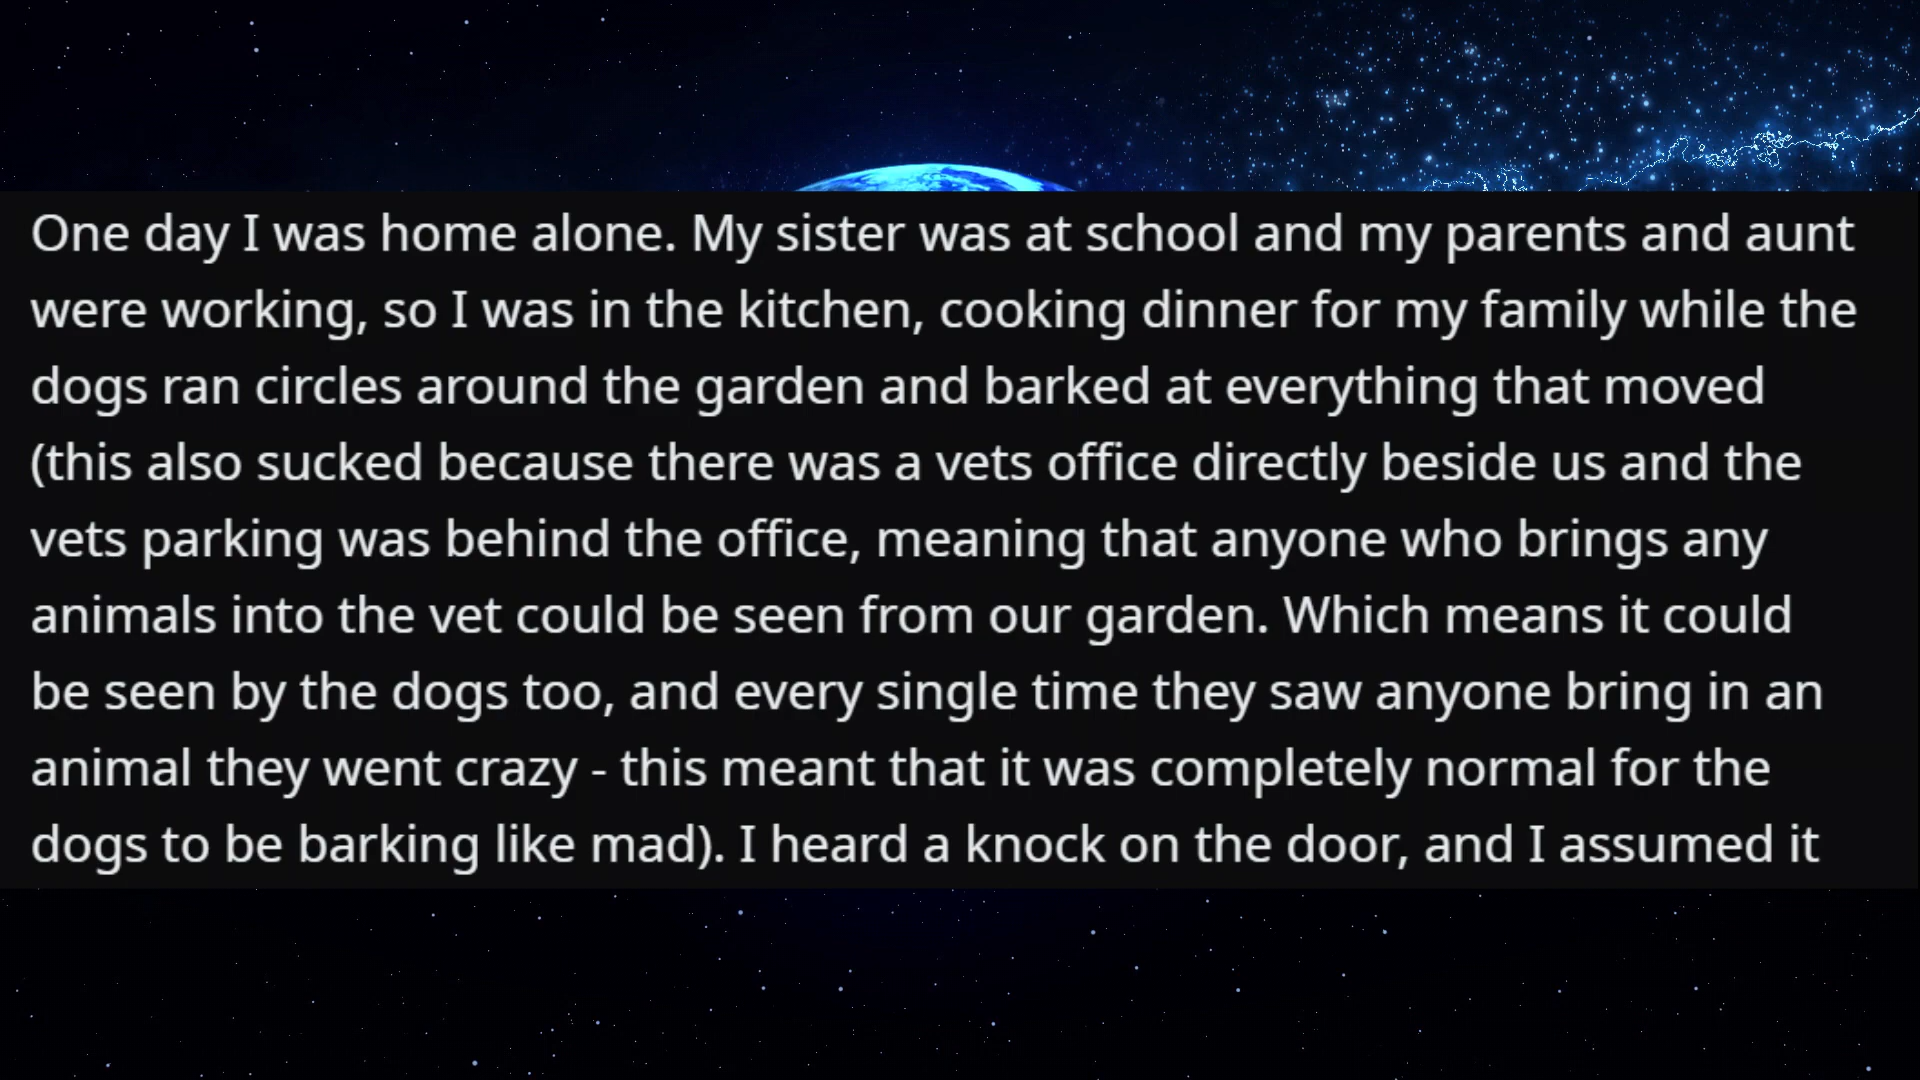 One day I was home alone. My sister was at school and my parents and aunt
were working, so I was in the kitchen, cooking dinner for my family while the
dogs ran circles around the garden and barked at everything that moved
(this also sucked because there was a vets office directly beside us and the
vets parking was behind the office, meaning that anyone who brings any
animals into the vet could be seen from our garden. Which means it could
be seen by the dogs too, and every single time they saw anyone bring in an
animal they went crazy - this meant that it was completely normal for the
dogs to be barking like mad). I heard a knock on the door, and I assumed it